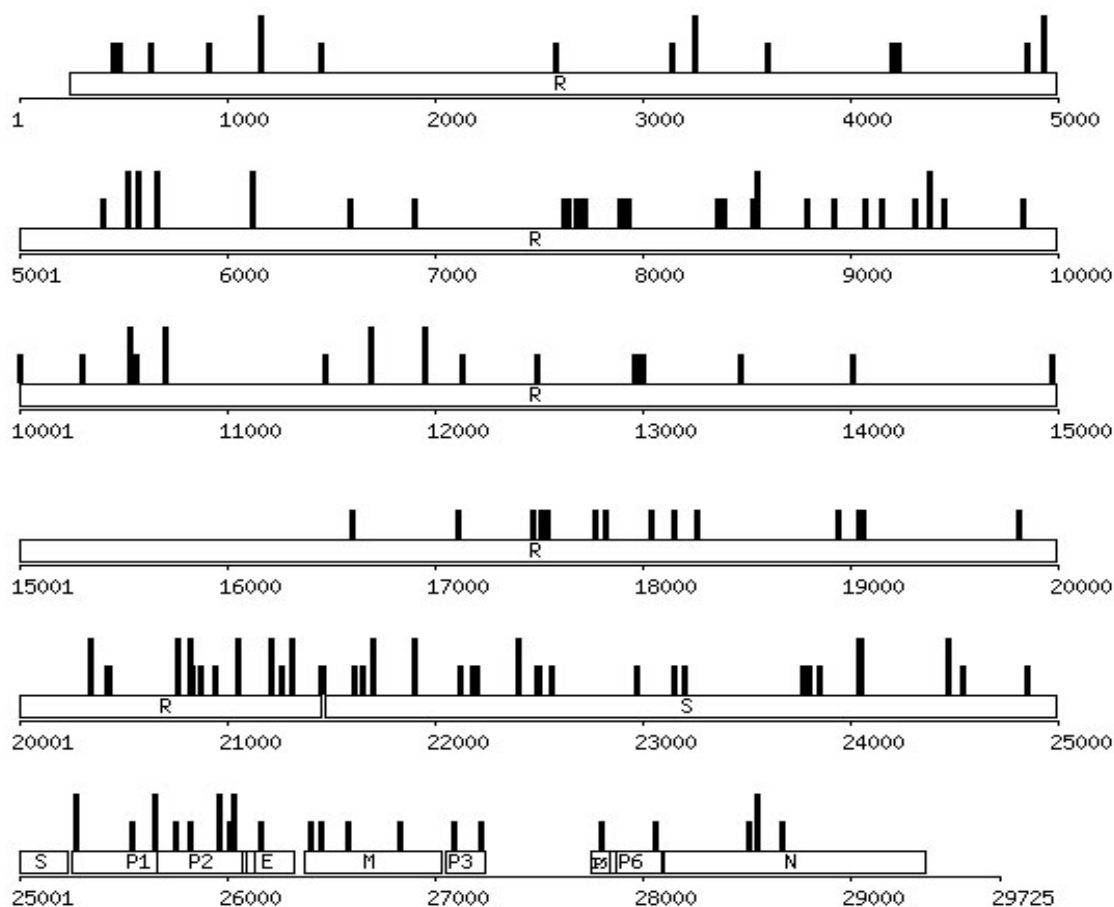 R
1 1000 2000 3000 4000 5000
R
5001 6000 7000 8000 9000 10000
R
10001 11000 12000 13000 14000 15000
R
15001 16000 17000 18000 19000 20000
R S
20001 21000 22000 23000 24000 25000
S P1 P2 E M P3 P6 N
25001 26000 27000 28000 29000 29725